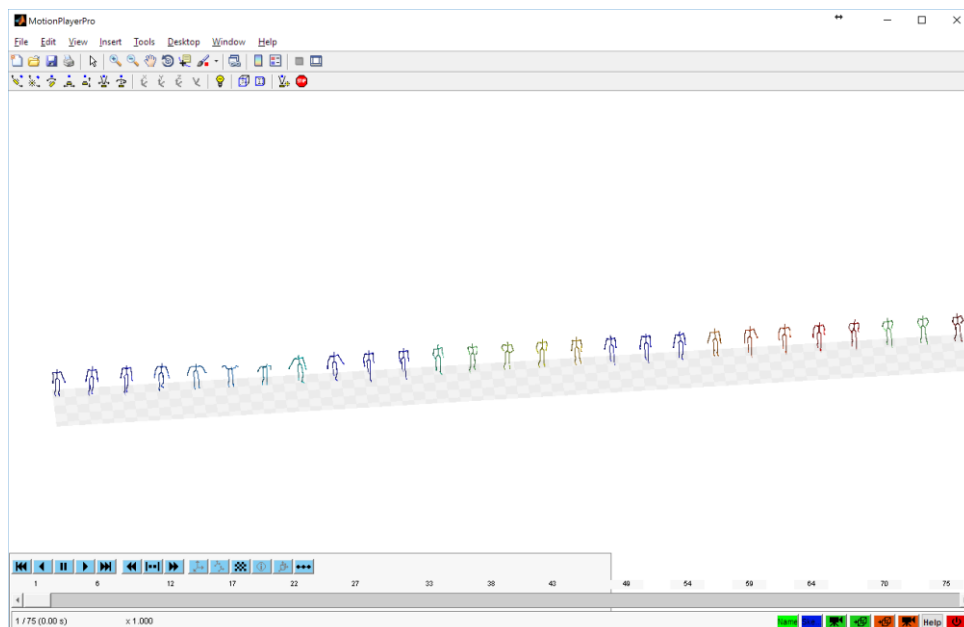 MotionPlayerPro
File Edit View Insert Tools Desktop Window Help
1 6 12 17 22 27 33 38 43 49 54 59 64 70 75
1 / 75 (0.00 s) x 1.000
Name Help